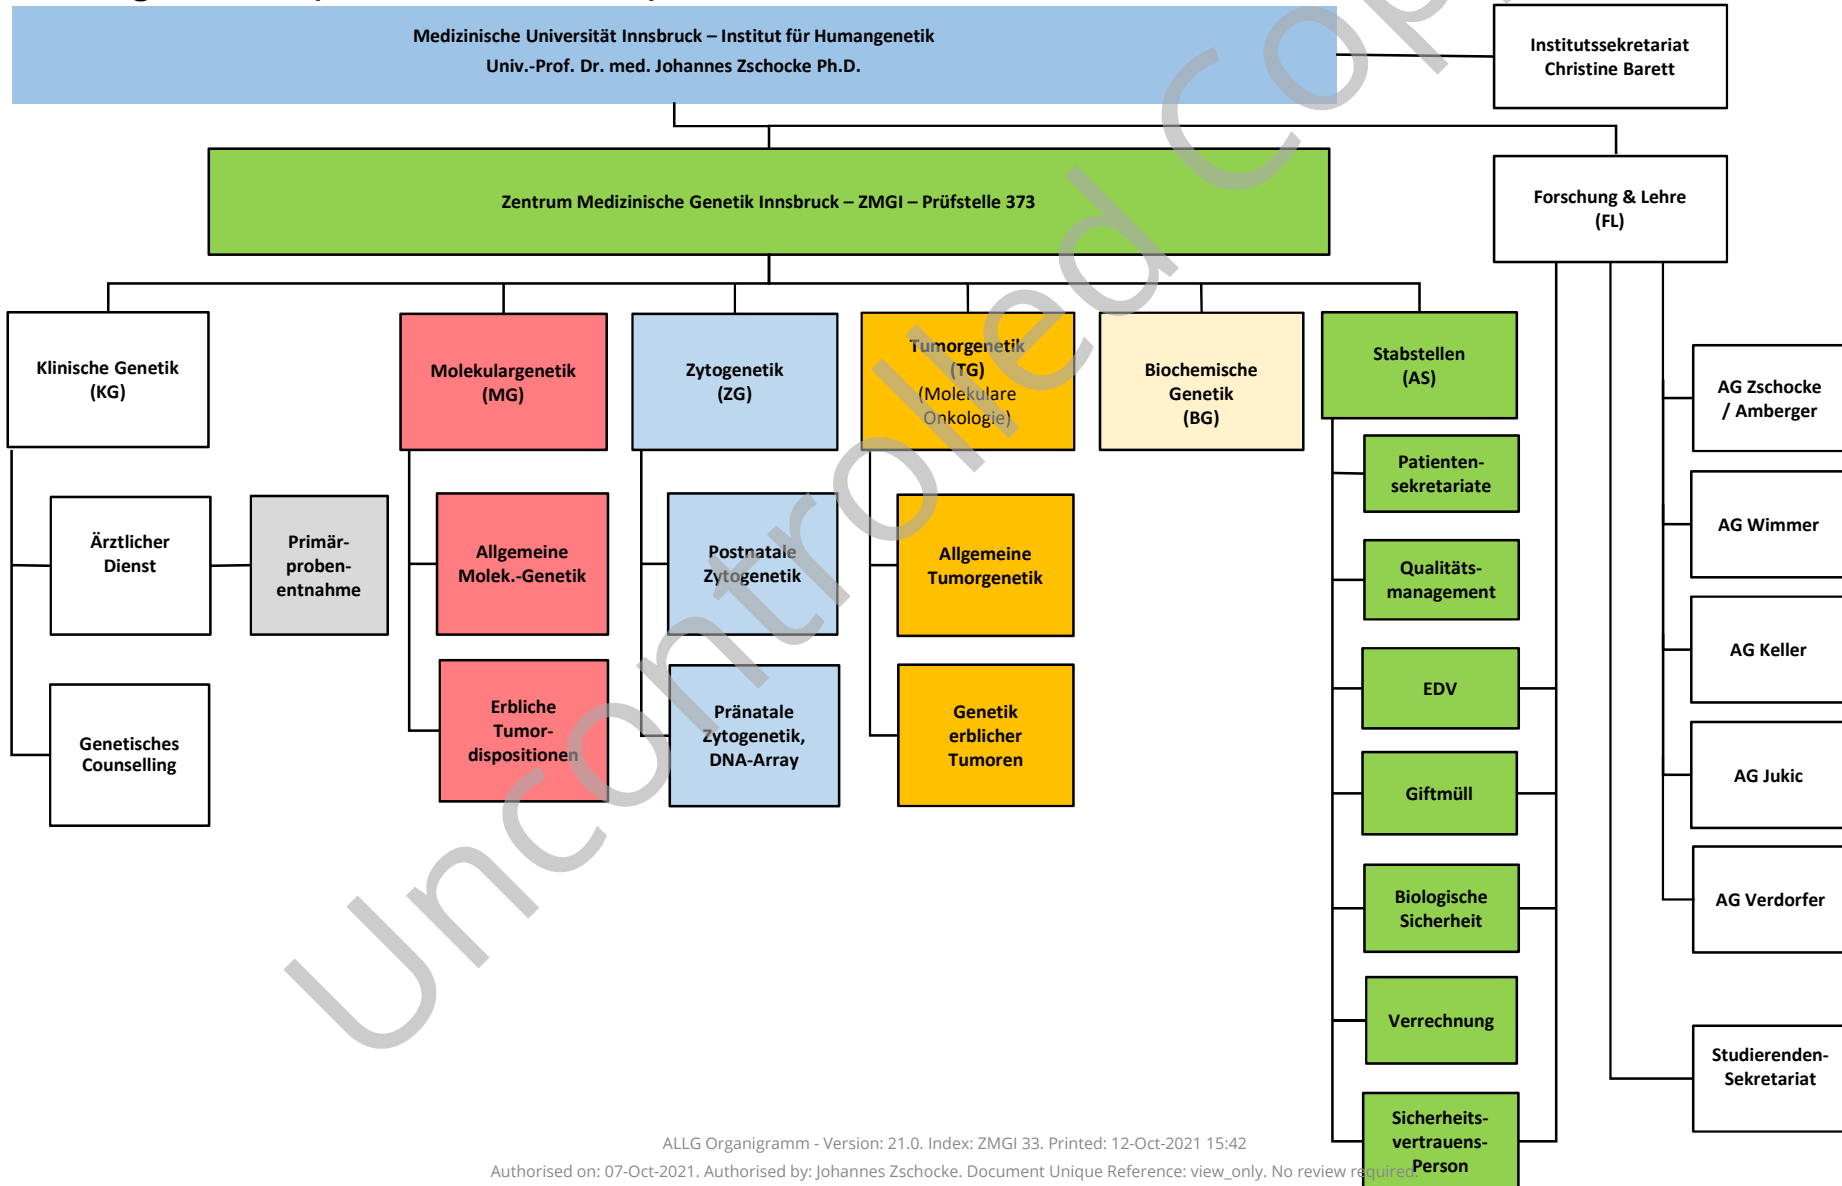 Medizinische Universität Innsbruck – Institut für Humangenetik
Univ.-Prof. Dr. med. Johannes Zschocke Ph.D.
Institutssekretariat
Christine Barett
Zentrum Medizinische Genetik Innsbruck – ZMGI – Prüfstelle 373
Forschung & Lehre
(FL)
Klinische Genetik
(KG)
Molekulargenetik
(MG)
Zytogenetik
(ZG)
Tumorgenetik
(TG)
(Molekulare
Onkologie)
Biochemische
Genetik
(BG)
Stabstellen
(AS)
Ärztlicher
Dienst
Primär-
proben-
entnahme
Genetisches
Counselling
Allgemeine
Molek.-Genetik
Erbliche
Tumor-
dispositionen
Postnatale
Zytogenetik
Pränatale
Zytogenetik,
DNA-Array
Allgemeine
Tumorgenetik
Genetik
erblicher
Tumoren
Patienten-
sekretariate
Qualitäts-
management
EDV
Giftmüll
Biologische
Sicherheit
Verrechnung
Sicherheits-
vertrauens-
Person
AG Zschocke
/ Amberger
AG Wimmer
AG Keller
AG Jukic
AG Verdorfer
Studierenden-
Sekretariat
Uncontrolled
ALLG Organigramm - Version: 21.0. Index: ZMGI 33. Printed: 12-Oct-2021 15:42
Authorised on: 07-Oct-2021. Authorised by: Johannes Zschocke. Document Unique Reference: view_only. No review required.